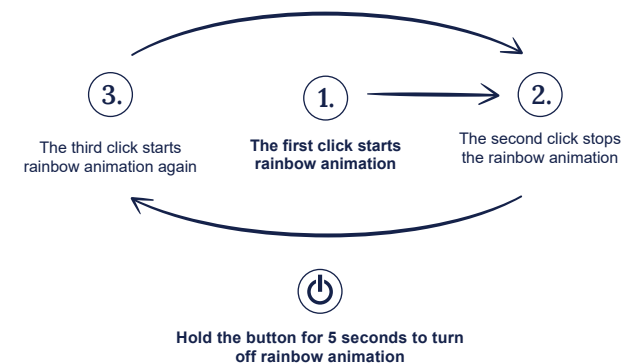 3.
The third click starts
rainbow animation again
1.
The first click starts
rainbow animation
2.
The second click stops
the rainbow animation
Hold the button for 5 seconds to turn
off rainbow animation